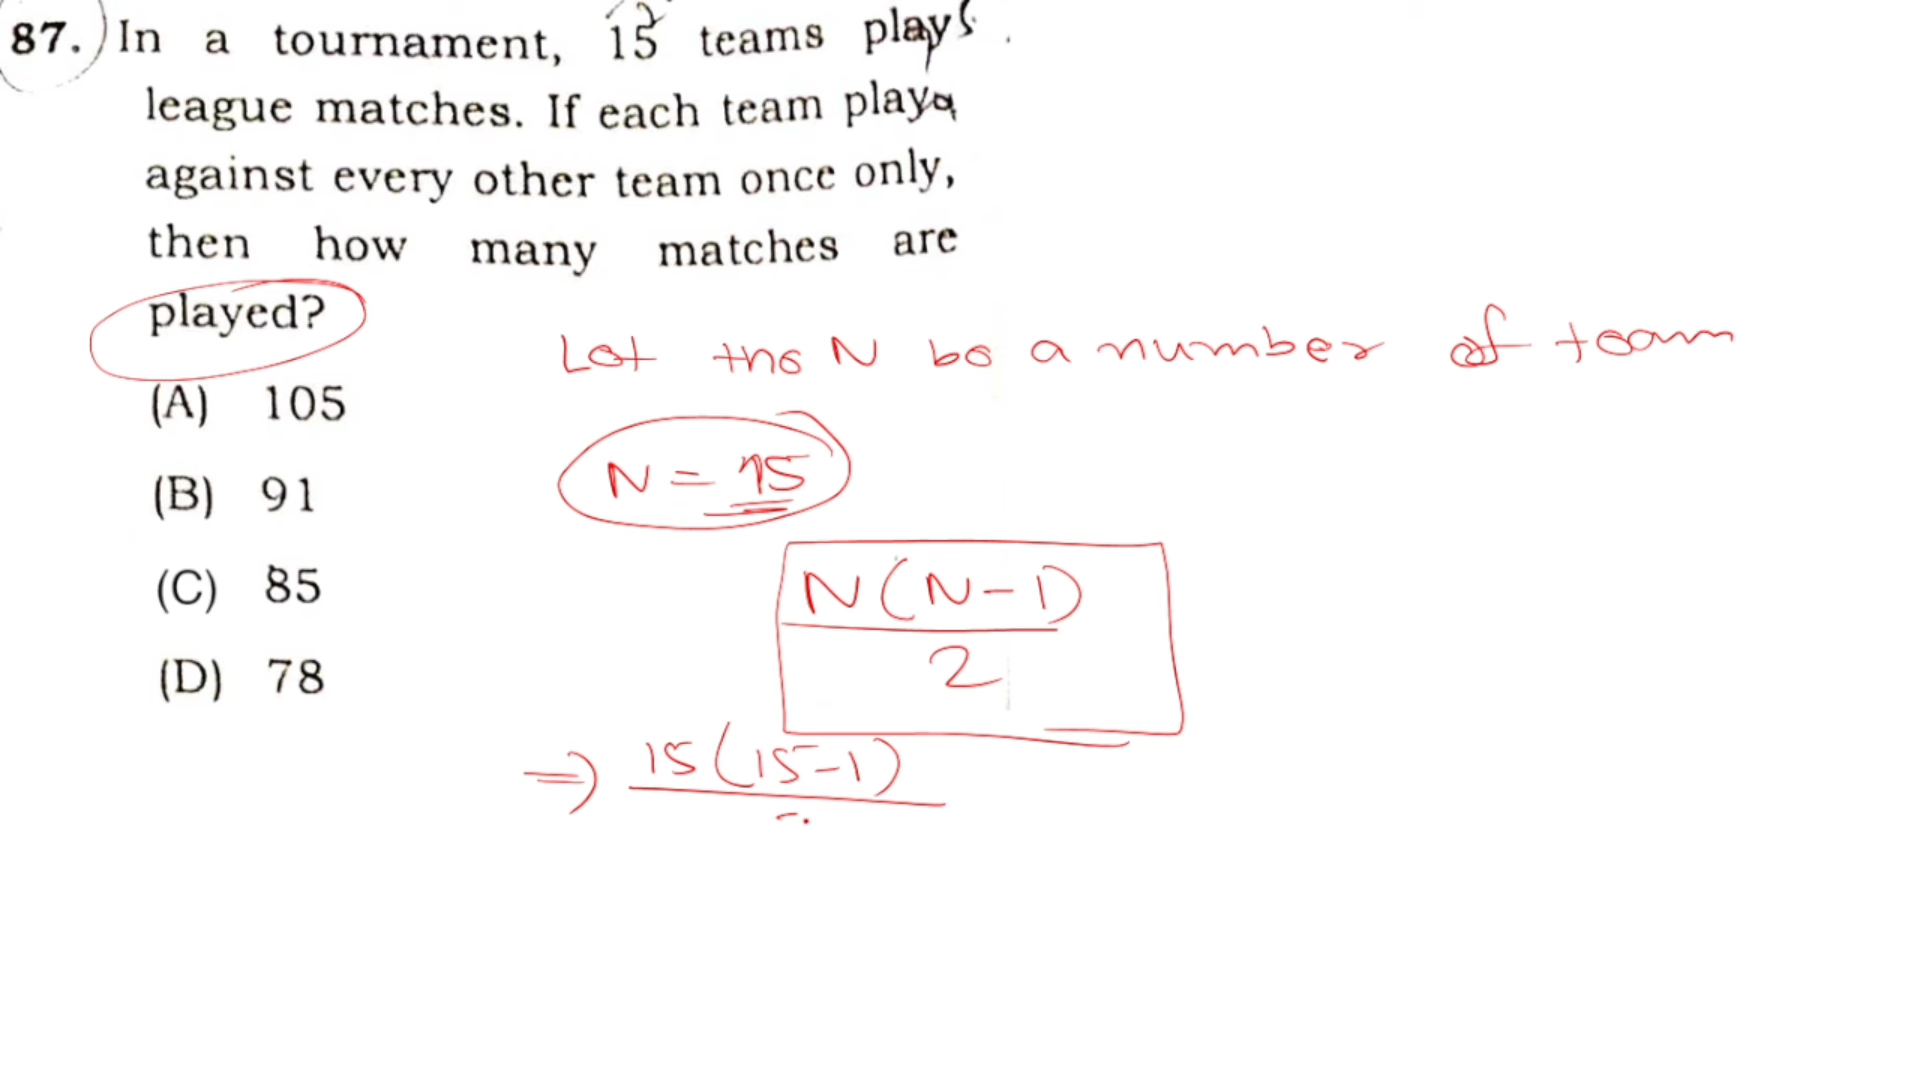 87. In a tournament, 15 teams plays
league matches. If each team play
against every other team once only,
then how many matches are
played?
Let the N be a number of team
(A) 105
N = 15
(B) 91
(C) 85
N(N-1)
2
(D) 78
⇒ 15(15-1)